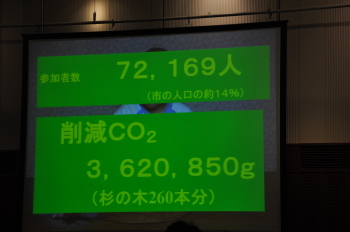 参加者数 72,169人
(市の人口の約14%)
削減CO₂
3,620,850g
(杉の木260本分)